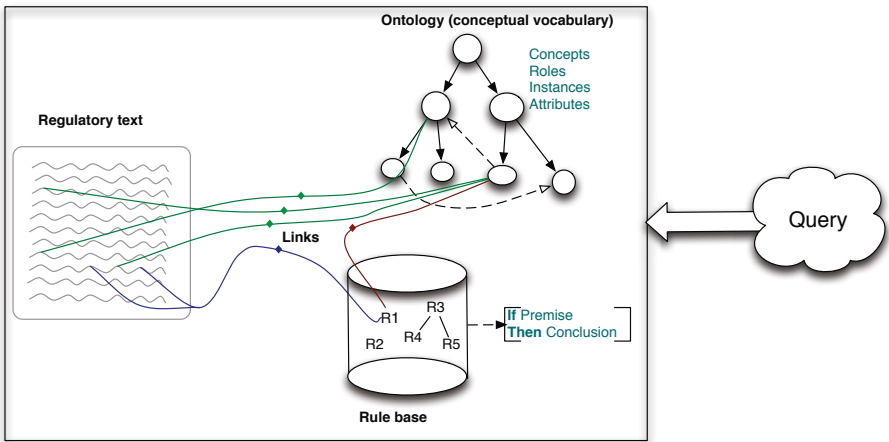 Ontology (conceptual vocabulary)
Concepts
Roles
Instances
Attributes
Regulatory text
Query
Links
R1
R3
R2
R4
R5
If Premise
Then Conclusion
Rule base